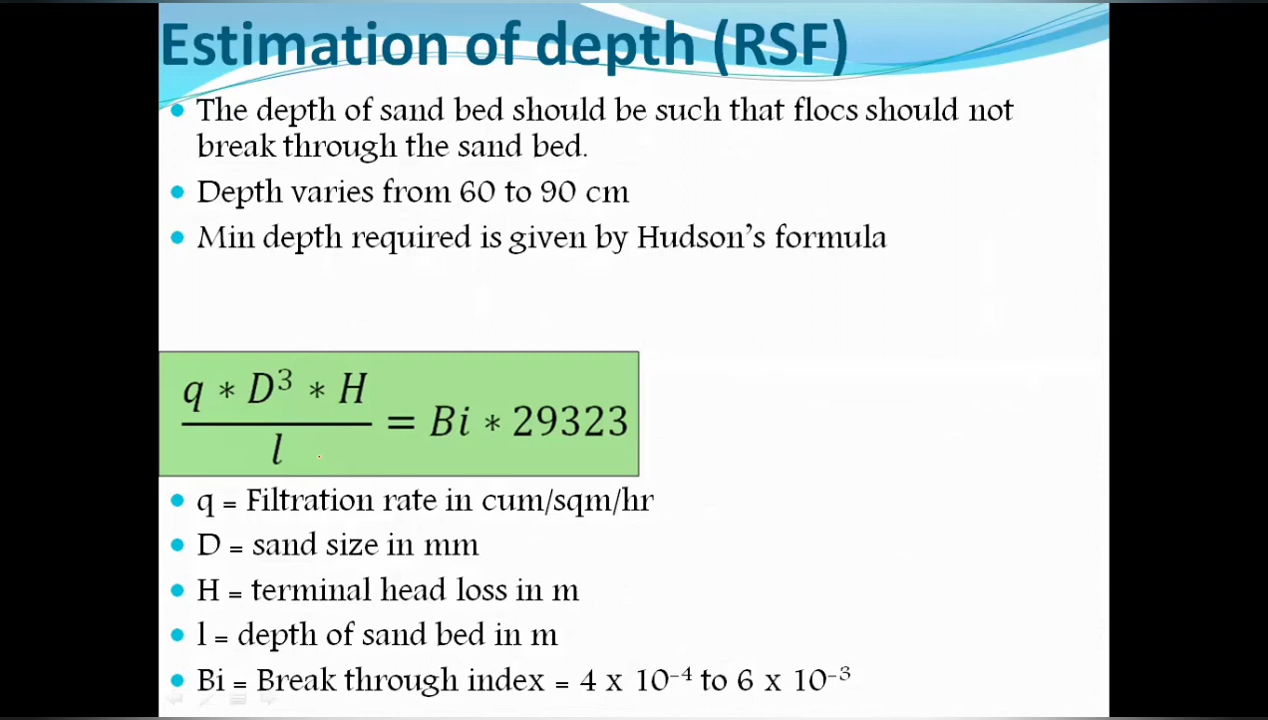 Estimation of depth (RSF)
• The depth of sand bed should be such that flocs should not
break through the sand bed.
• Depth varies from 60 to 90 cm
• Min depth required is given by Hudson's formula
q * D³ * H
———— = Bi * 29323
l
• q = Filtration rate in cum/sqm/hr
• D = sand size in mm
• H = terminal head loss in m
• l = depth of sand bed in m
• Bi = Break through index = 4 x 10⁻⁴ to 6 x 10⁻³